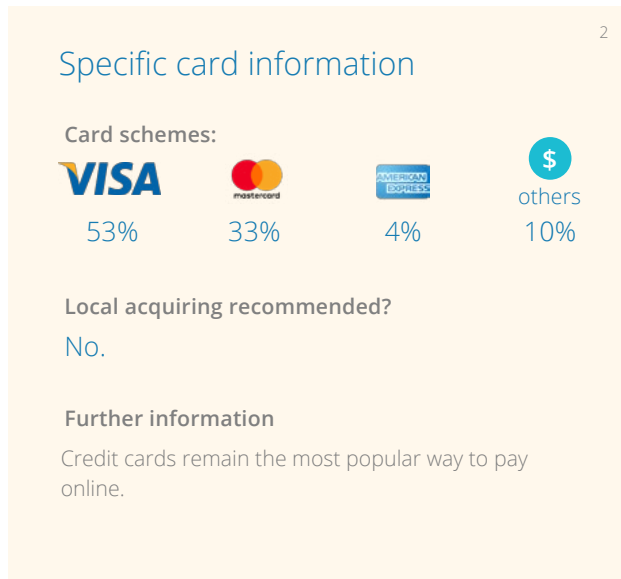 2
Specific card information
Card schemes:
VISA
mastercard
AMERICAN
EXPRESS
$
others
53% 33% 4% 10%
Local acquiring recommended?
No.
Further information
Credit cards remain the most popular way to pay
online.